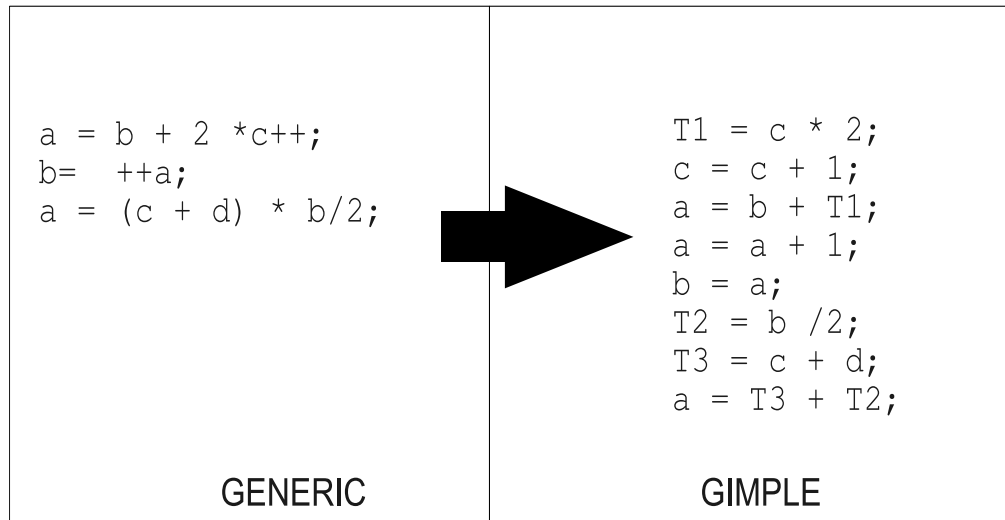 a = b + 2 *c++;
b=  ++a;
a = (c + d) * b/2;
GENERIC
T1 = c * 2;
c = c + 1;
a = b + T1;
a = a + 1;
b = a;
T2 = b /2;
T3 = c + d;
a = T3 + T2;
GIMPLE